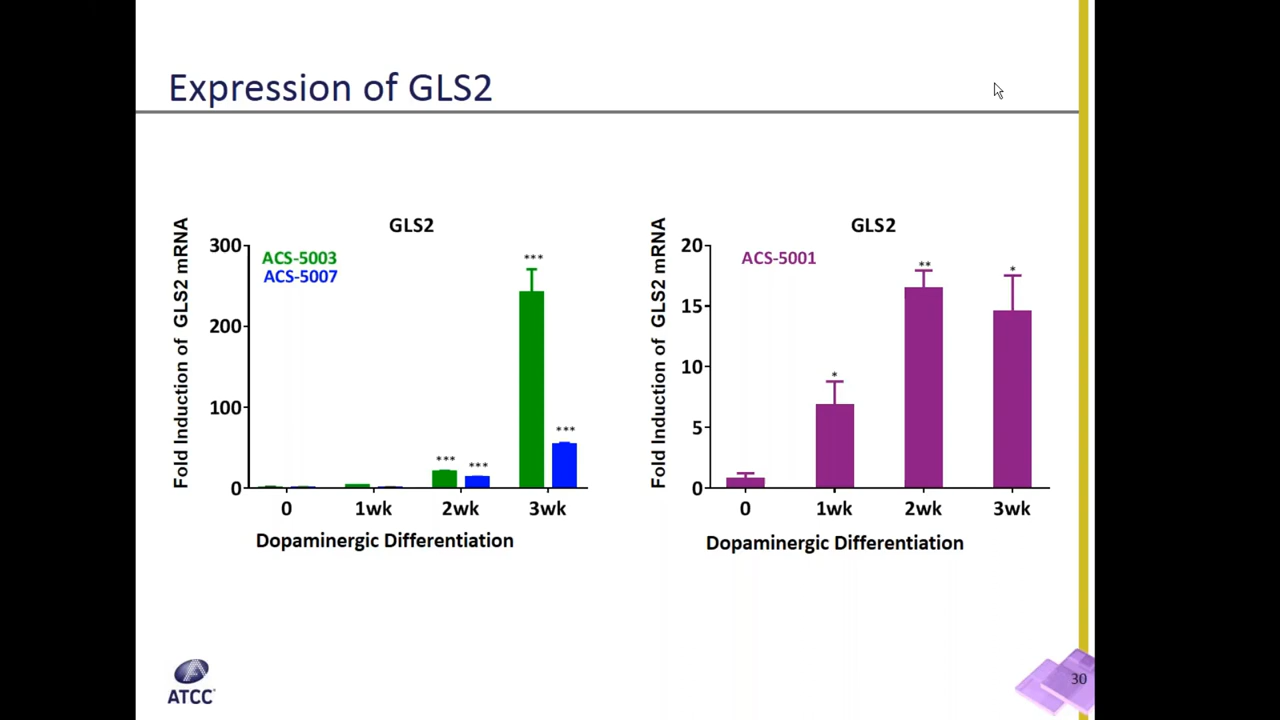 Expression of GLS2
GLS2
Fold Induction of GLS2 mRNA
300
200
100
0
ACS-5003
ACS-5007
***
***
***
***
0
1wk
2wk
3wk
Dopaminergic Differentiation
GLS2
Fold Induction of GLS2 mRNA
20
15
10
5
0
ACS-5001
*
**
*
0
1wk
2wk
3wk
Dopaminergic Differentiation
ATCC
30